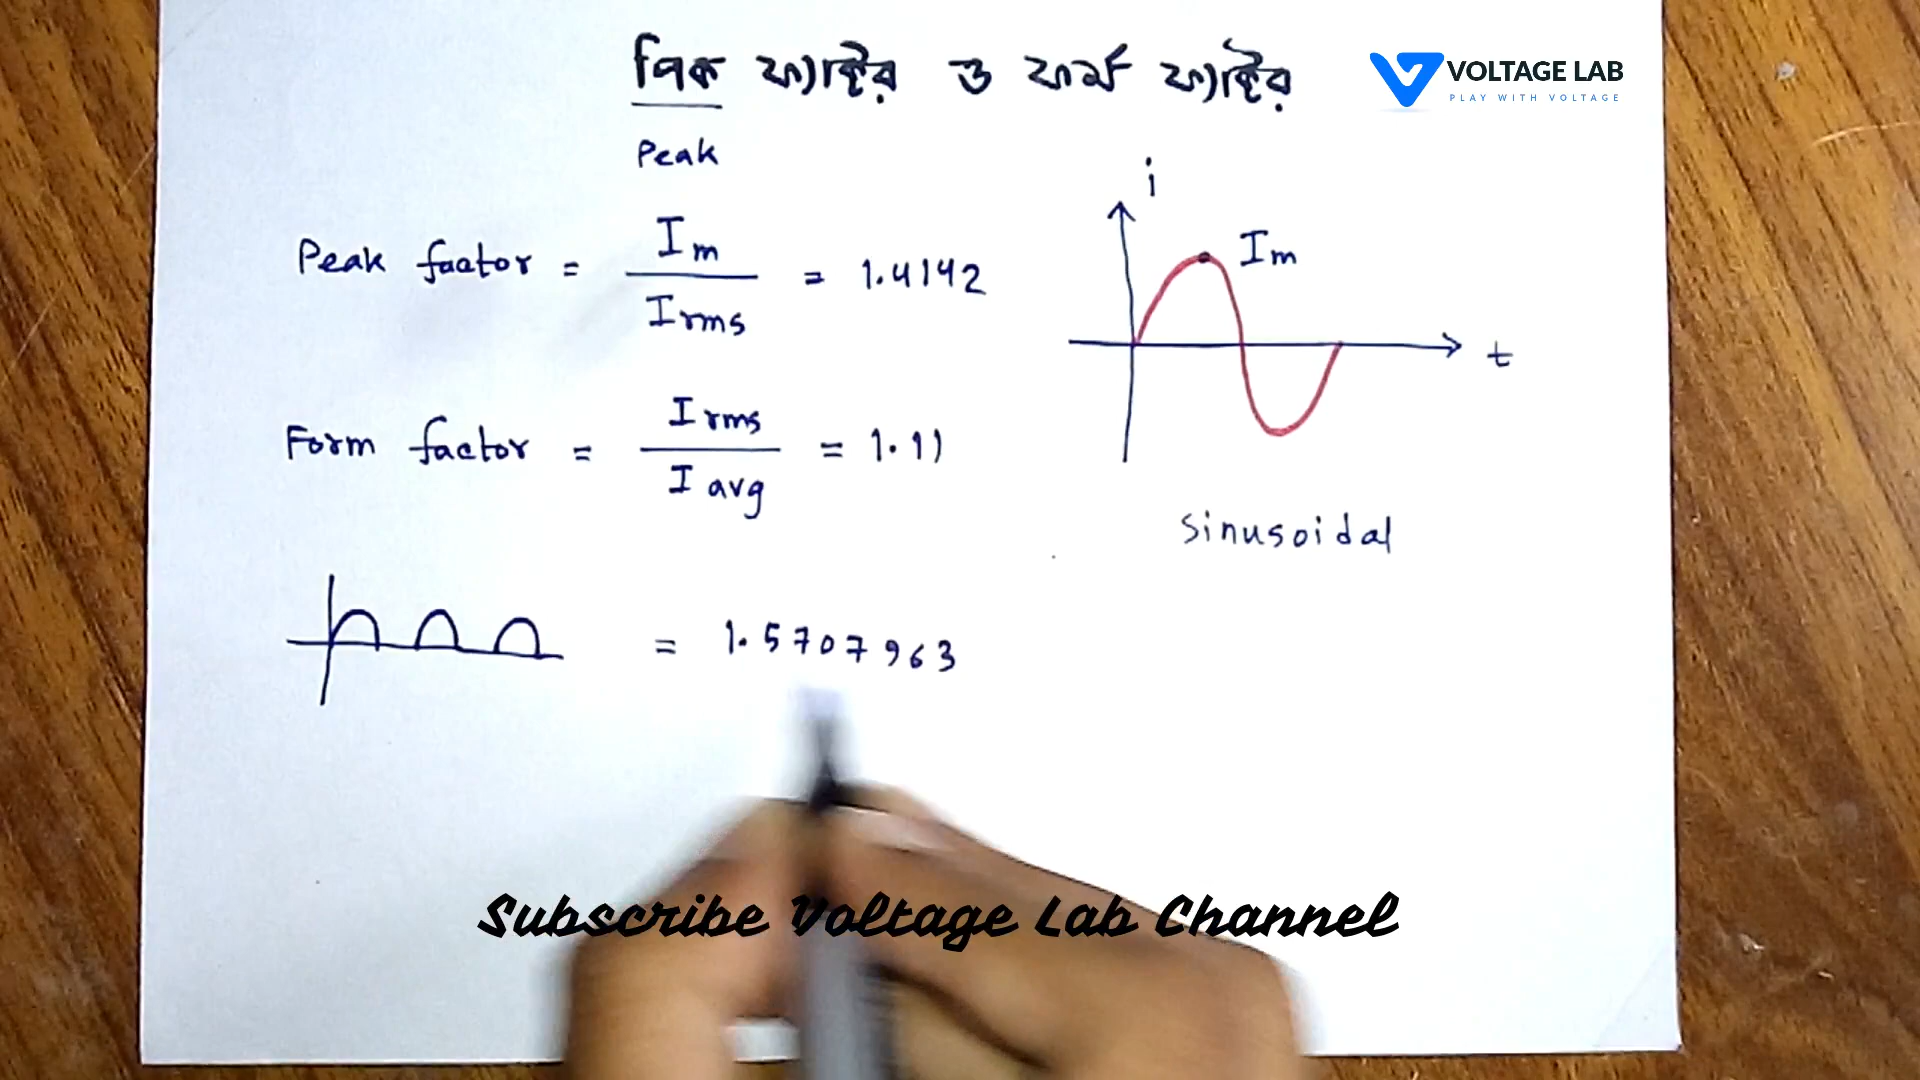 পিক ফ্যাক্টর ও ফর্ম ফ্যাক্টর
VOLTAGE LAB
PLAY WITH VOLTAGE
Peak
i
Peak factor = Im / Irms = 1.4142
Im
t
Form factor = Irms / I avg = 1.11
Sinusoidal
= 1.5707963
Subscribe Voltage Lab Channel